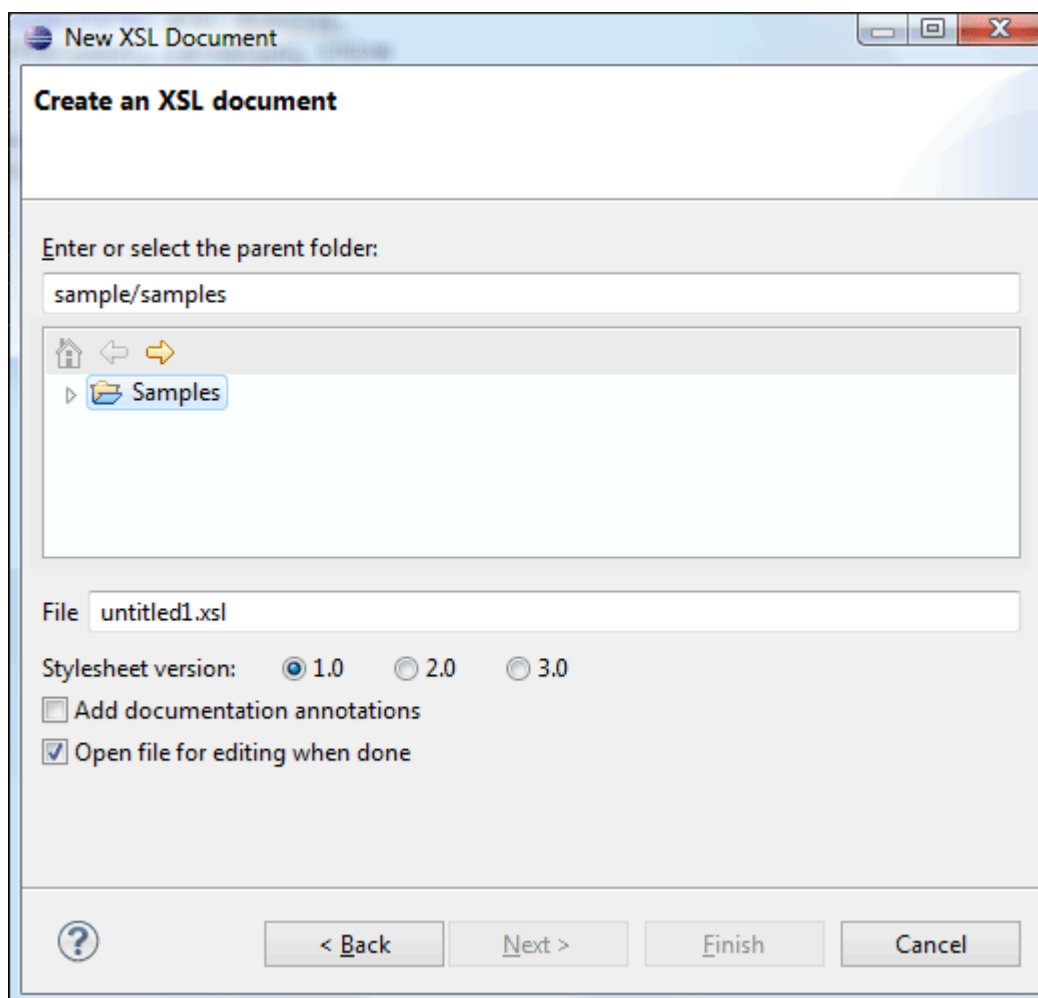 New XSL Document
Create an XSL document
Enter or select the parent folder:
sample/samples
Samples
File untitled1.xsl
Stylesheet version: 1.0 2.0 3.0
Add documentation annotations
Open file for editing when done
? < Back Next > Finish Cancel